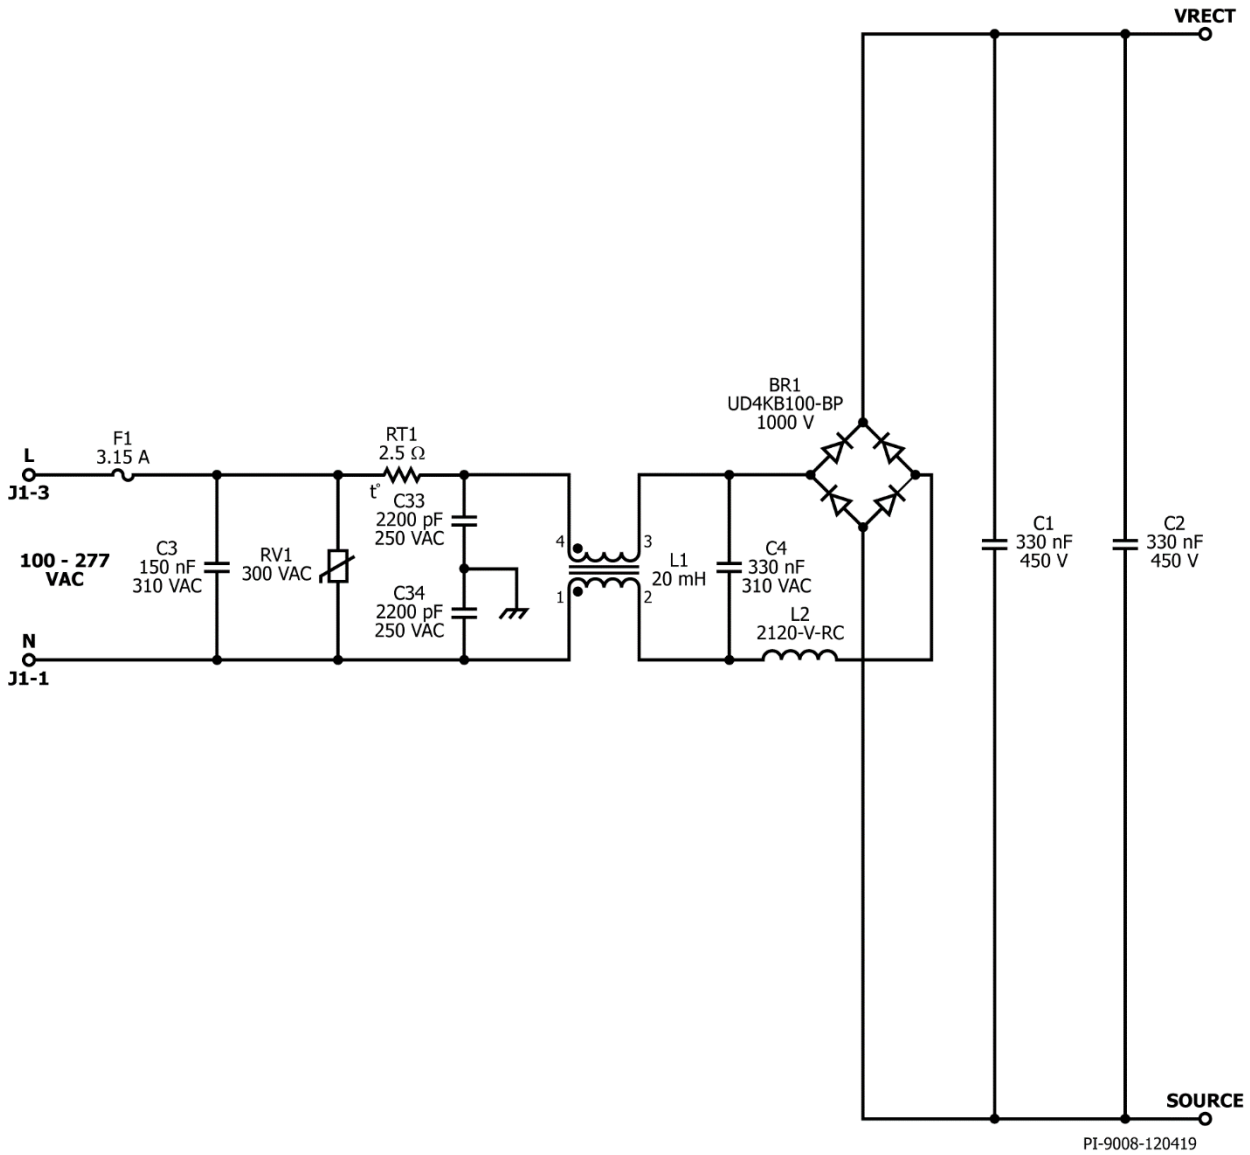 VRECT
BR1
UD4KB100-BP
1000 V
F1
3.15 A
RT1
2.5 Ω
t°
L
J1-3
C33
2200 pF
250 VAC
100 - 277
VAC
C3
150 nF
310 VAC
RV1
300 VAC
4
3
1
2
L1
20 mH
C4
330 nF
310 VAC
C1
330 nF
450 V
C2
330 nF
450 V
C34
2200 pF
250 VAC
L2
2120-V-RC
N
J1-1
SOURCE
PI-9008-120419